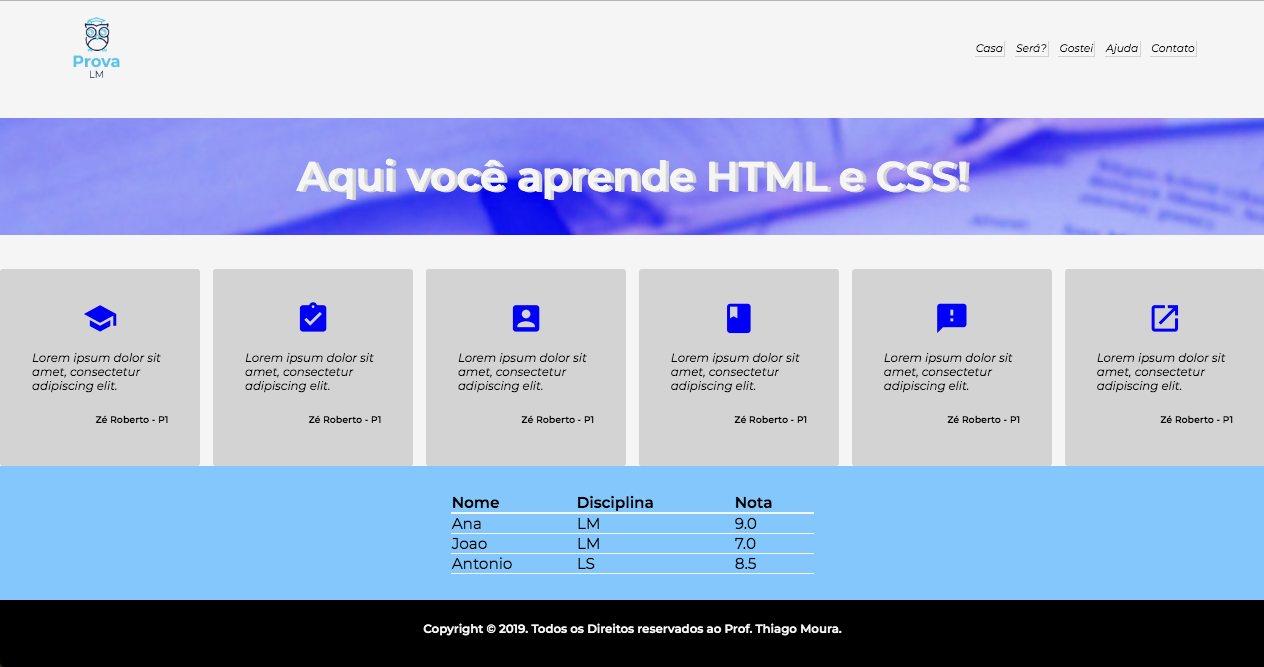 Prova
LM
Casa Será? Gostei Ajuda Contato
Aqui você aprende HTML e CSS!
Lorem ipsum dolor sit
amet, consectetur
adipiscing elit.
Zé Roberto - P1
Lorem ipsum dolor sit
amet, consectetur
adipiscing elit.
Zé Roberto - P1
Lorem ipsum dolor sit
amet, consectetur
adipiscing elit.
Zé Roberto - P1
Lorem ipsum dolor sit
amet, consectetur
adipiscing elit.
Zé Roberto - P1
Lorem ipsum dolor sit
amet, consectetur
adipiscing elit.
Zé Roberto - P1
Lorem ipsum dolor sit
amet, consectetur
adipiscing elit.
Zé Roberto - P1
Nome Disciplina Nota
Ana LM 9.0
Joao LM 7.0
Antonio LS 8.5
Copyright © 2019. Todos os Direitos reservados ao Prof. Thiago Moura.